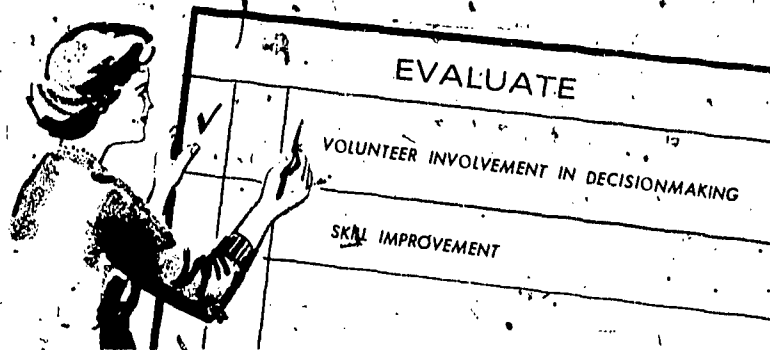 EVALUATE
VOLUNTEER INVOLVEMENT IN DECISIONMAKING
SKILL IMPROVEMENT